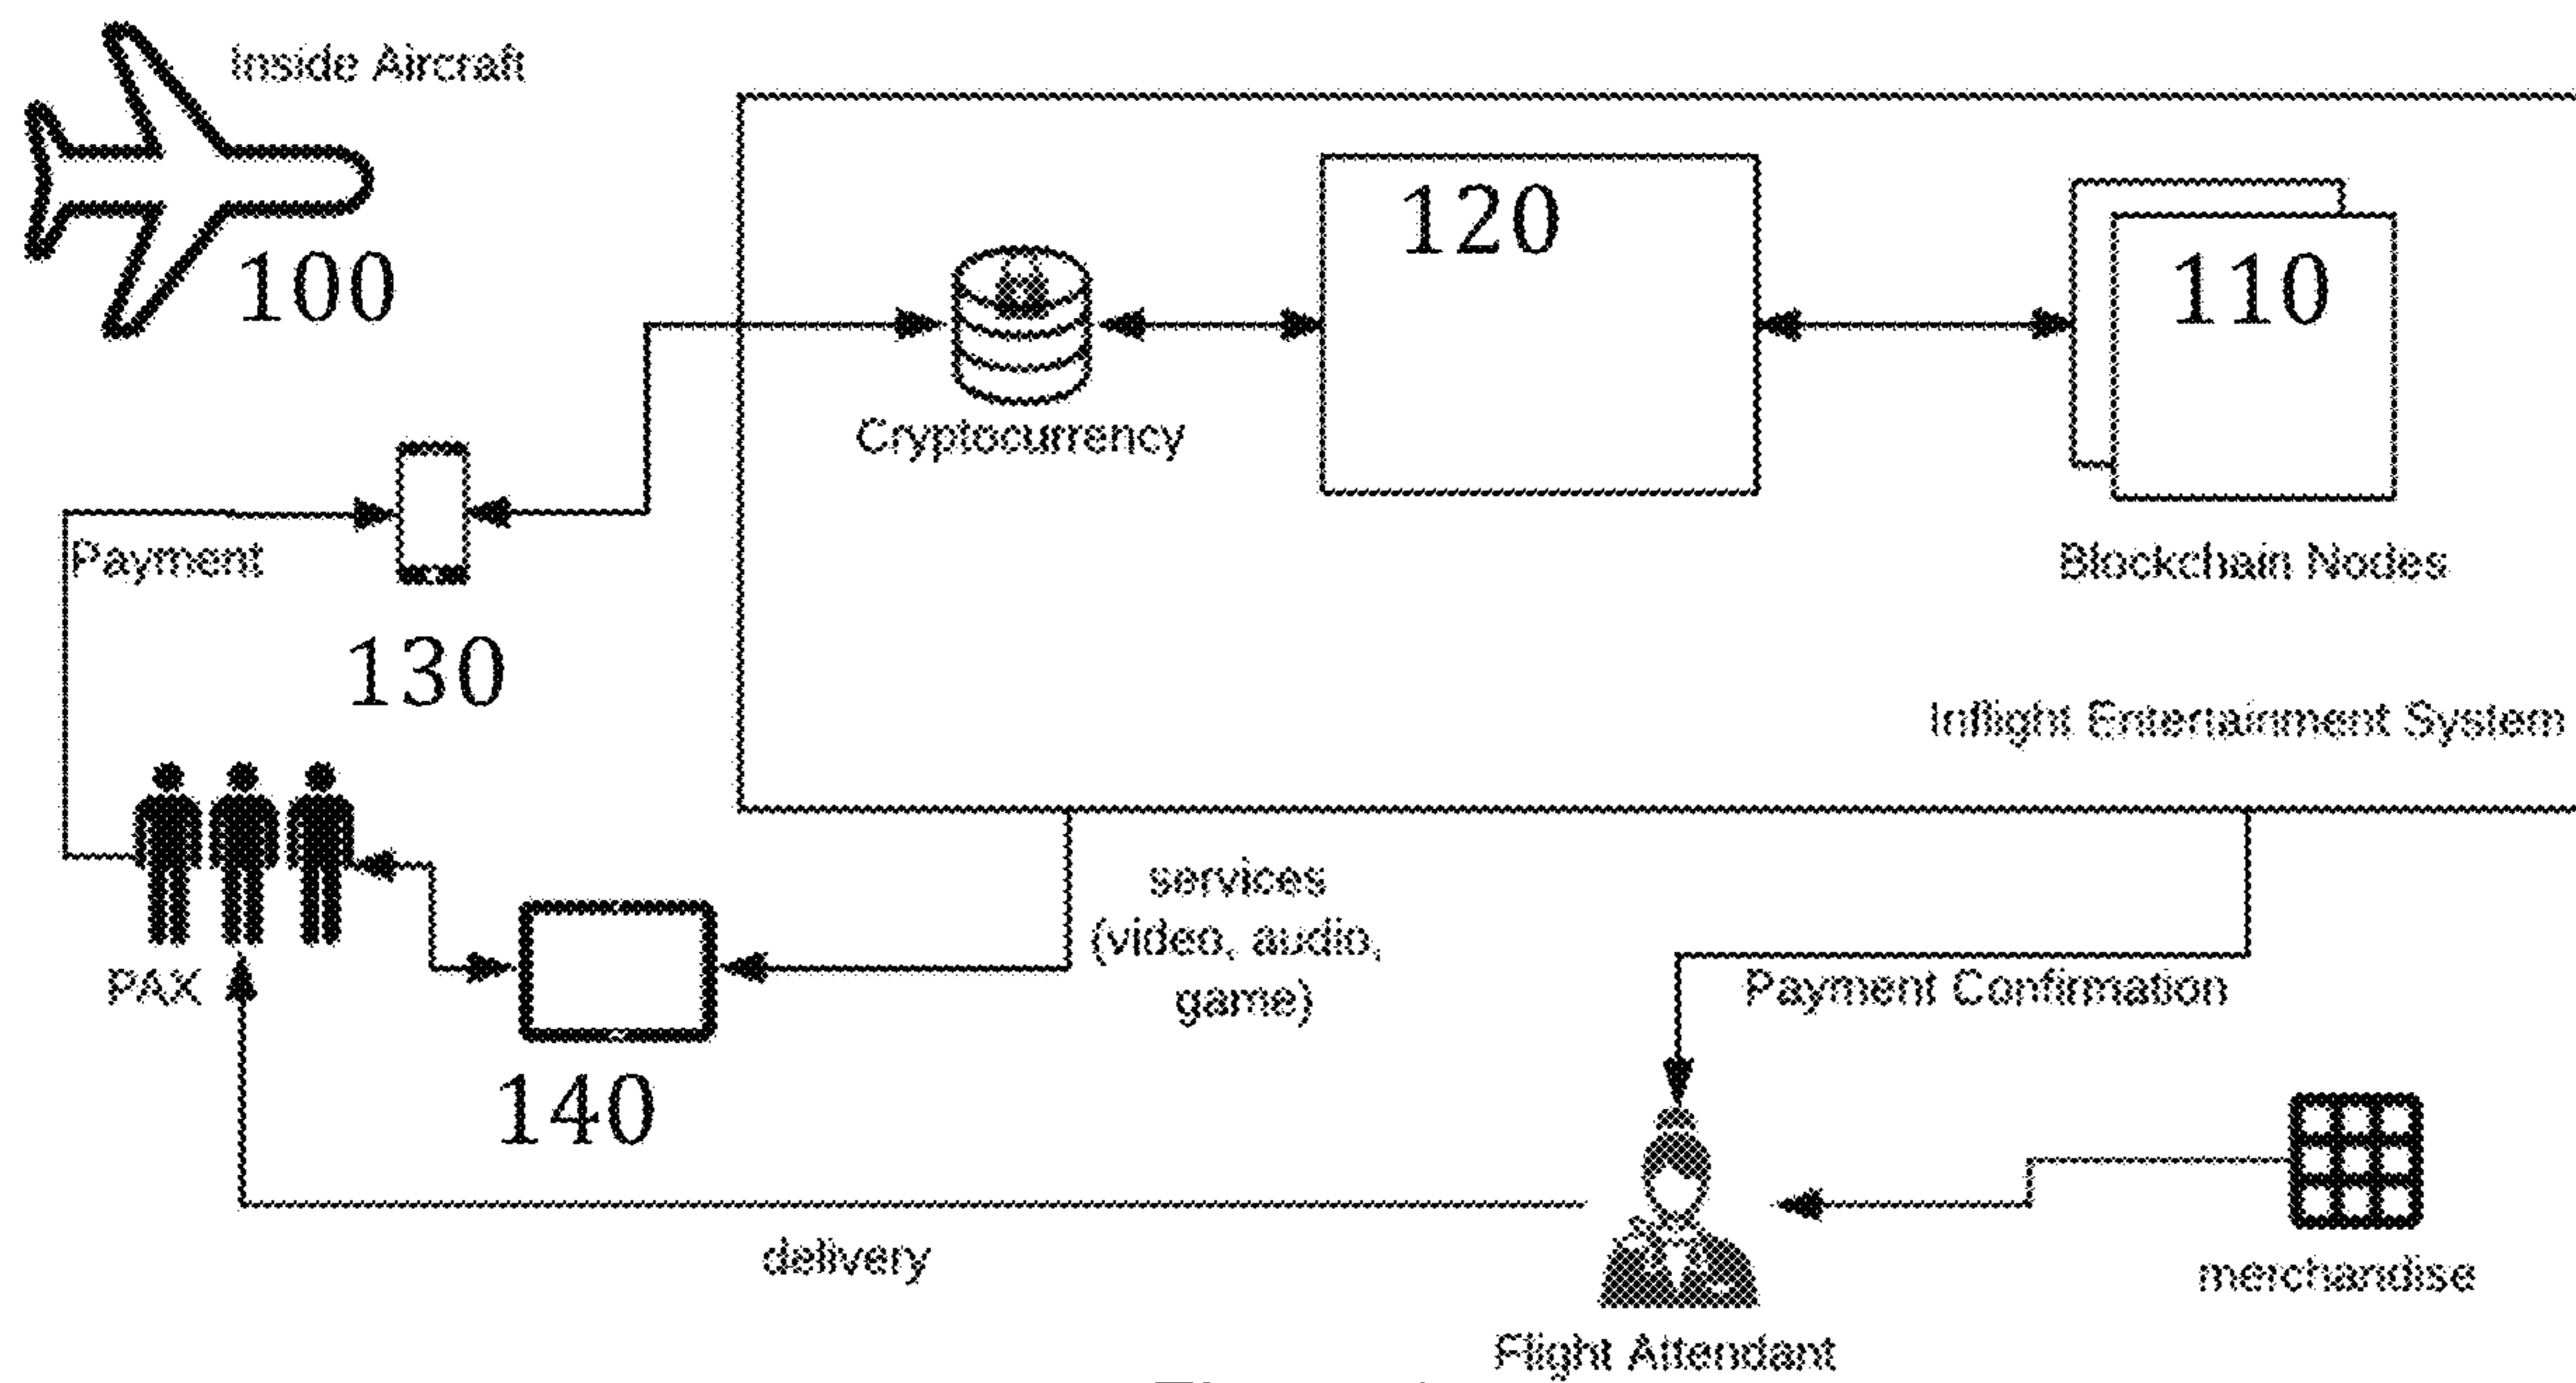 Inside Aircraft
100
120
110
Cryptocurrency
Payment
Blockchain Nodes
130
Inflight Entertainment System
services
(video, audio,
game)
PAX
Payment Confirmation
140
delivery
merchandise
Flight Attendant